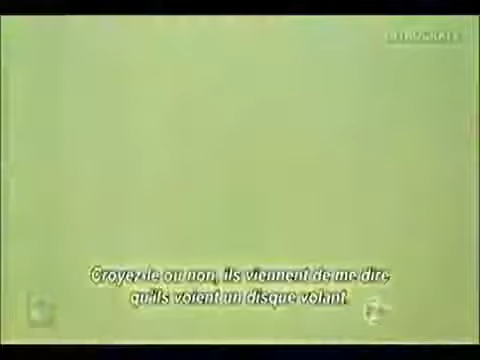 Croyez-le ou non, ils viennent de me dire
qu'ils voient un disque volant